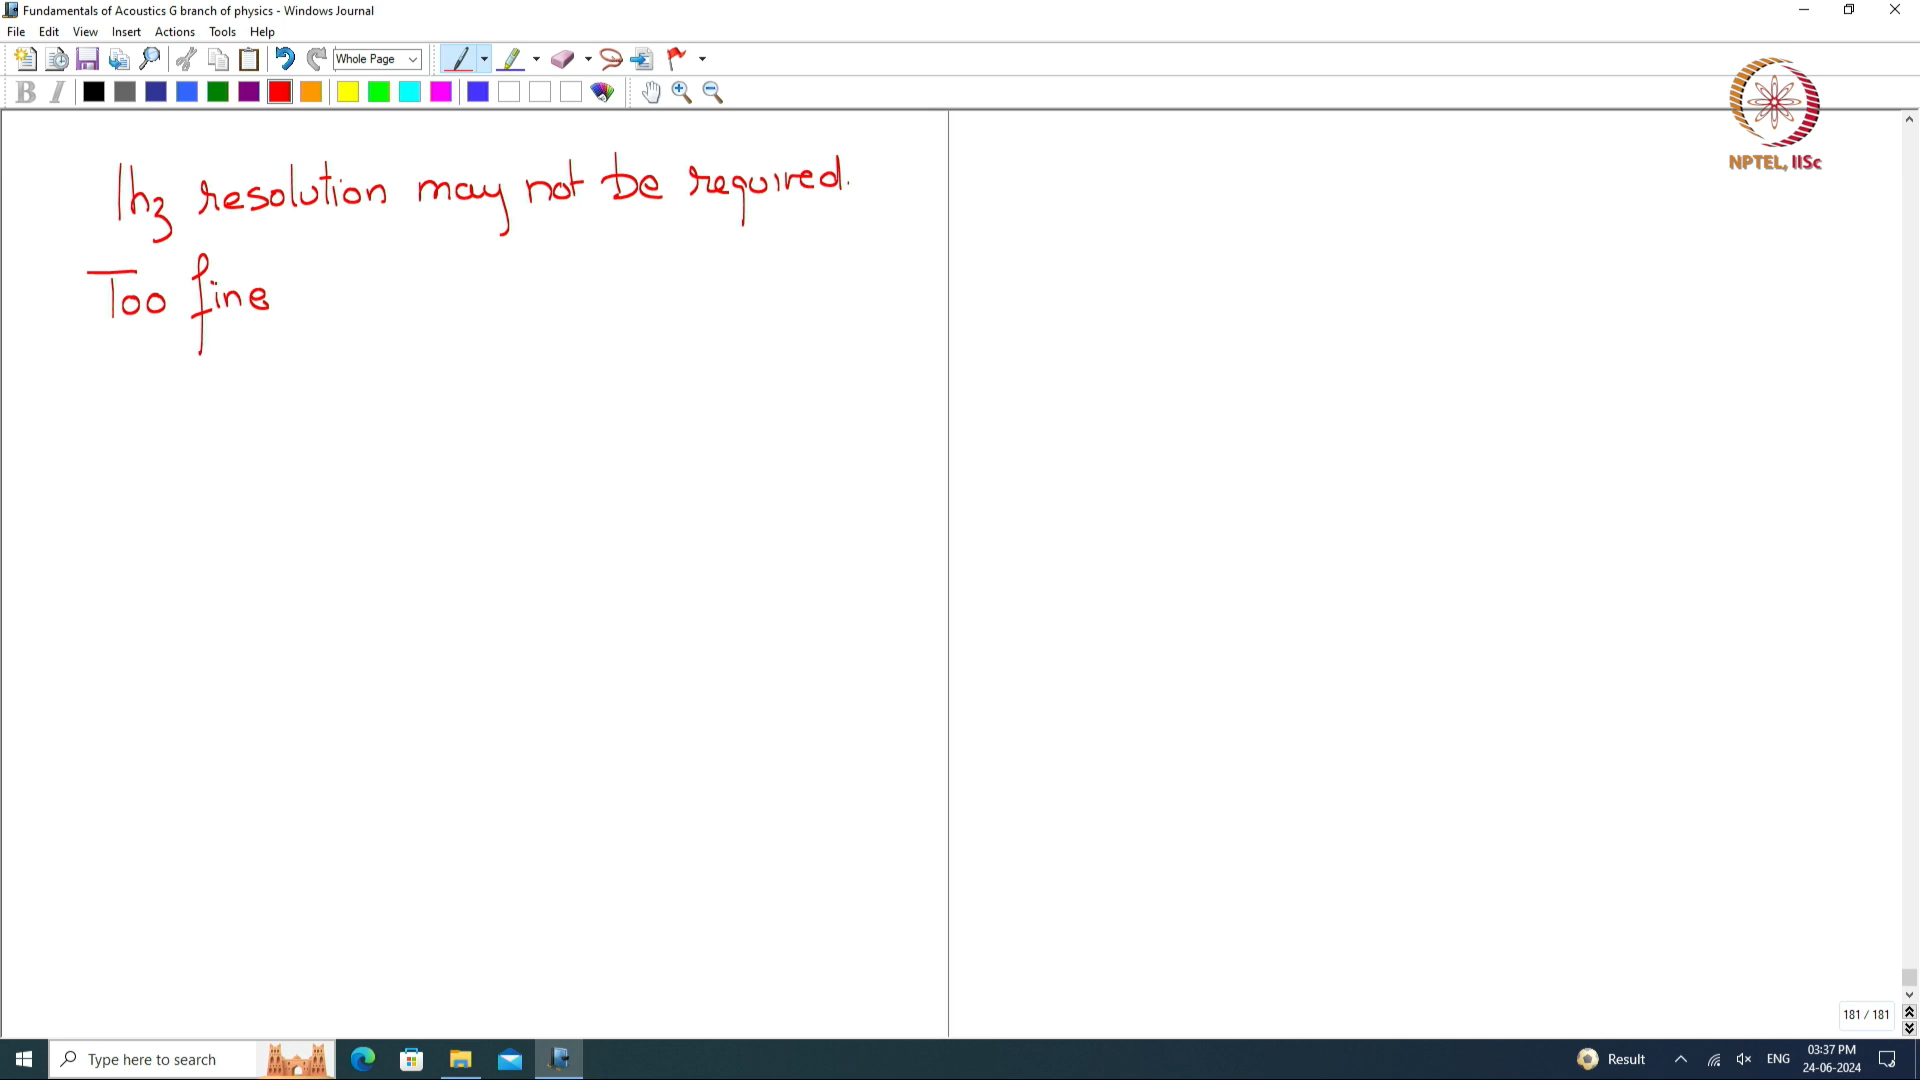 Fundamentals of Acoustics G branch of physics - Windows Journal
File Edit View Insert Actions Tools Help
Whole Page
B I
NPTEL, IISc
1hz resolution may not be required.
Too fine
181 / 181
Type here to search
Result
ENG
03:37 PM
24-06-2024